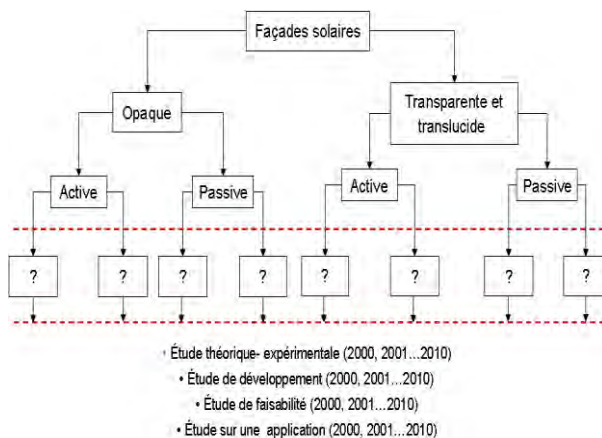 Façades solaires
Opaque
Transparente et
translucide
Active
Passive
Active
Passive
? ? ? ? ? ? ? ?
• Étude théorique- expérimentale (2000, 2001…2010)
• Étude de développement (2000, 2001…2010)
• Étude de faisabilité (2000, 2001…2010)
• Étude sur une application (2000, 2001…2010)